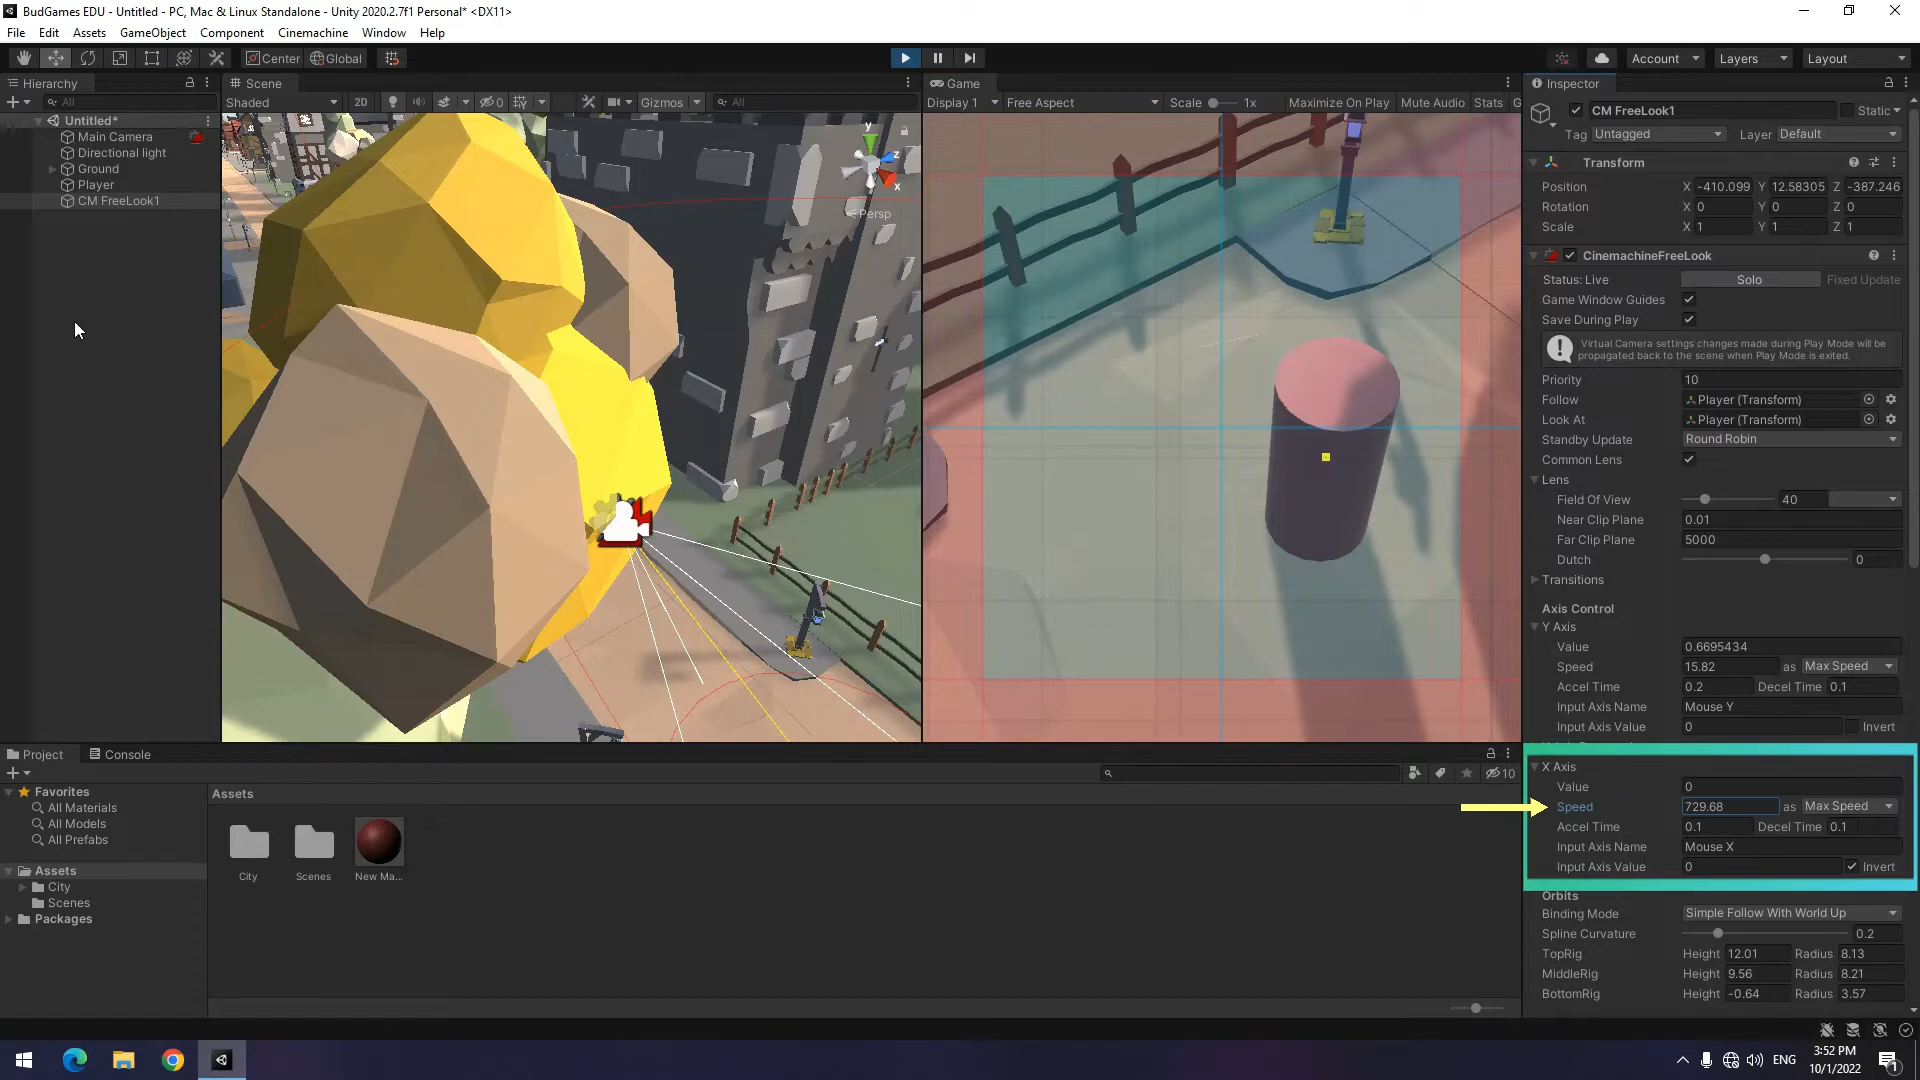 BudGames EDU - Untitled - PC, Mac & Linux Standalone - Unity 2020.2.7f1 Personal* <DX11>
File Edit Assets GameObject Component Cinemachine Window Help
Center Global Account Layers Layout
Hierarchy
All
Untitled*
Main Camera
Directional light
Ground
Player
CM FreeLook1
Scene
Shaded 2D 0 Gizmos All
y
z
x
Persp
Game
Display 1 Free Aspect Scale 1x Maximize On Play Mute Audio Stats G
Inspector
CM FreeLook1 Static
Tag Untagged Layer Default
Transform
Position X -410.099 Y 12.58305 Z -387.246
Rotation X 0 Y 0 Z 0
Scale X 1 Y 1 Z 1
CinemachineFreeLook
Status: Live Solo Fixed Update
Game Window Guides
Save During Play
Virtual Camera settings changes made during Play Mode will be
propagated back to the scene when Play Mode is exited.
Priority 10
Follow Player (Transform)
Look At Player (Transform)
Standby Update Round Robin
Common Lens
Lens
Field Of View 40
Near Clip Plane 0.01
Far Clip Plane 5000
Dutch 0
Transitions
Axis Control
Y Axis
Value 0.6695434
Speed 15.82 as Max Speed
Accel Time 0.2 Decel Time 0.1
Input Axis Name Mouse Y
Input Axis Value 0 Invert
X Axis
Value 0
Speed 729.68 as Max Speed
Accel Time 0.1 Decel Time 0.1
Input Axis Name Mouse X
Input Axis Value 0 Invert
Orbits
Binding Mode Simple Follow With World Up
Spline Curvature 0.2
TopRig Height 12.01 Radius 8.13
MiddleRig Height 9.56 Radius 8.21
BottomRig Height -0.64 Radius 3.57
Project Console
10
Favorites
All Materials
All Models
All Prefabs
Assets
City
Scenes
Packages
Assets
City Scenes New Ma...
ENG
3:52 PM
10/1/2022
1